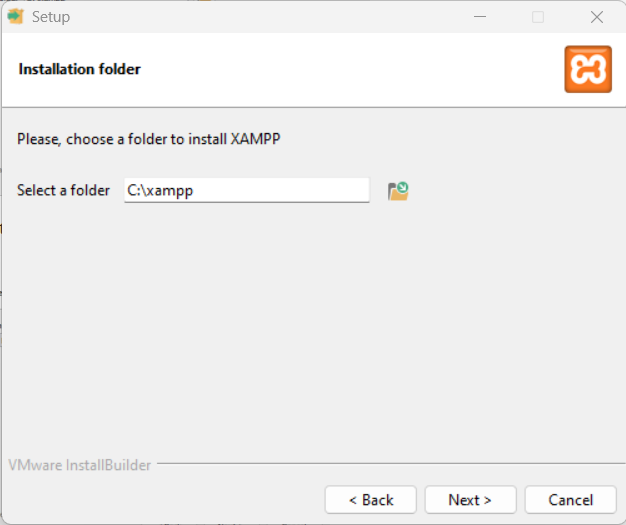 Setup
Installation folder
Please, choose a folder to install XAMPP
Select a folder C:\xampp
VMware InstallBuilder
< Back Next > Cancel